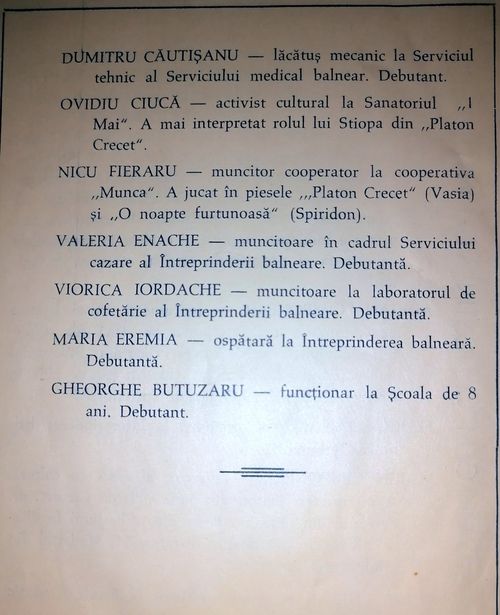 DUMITRU CĂUTIȘANU — lăcătuș mecanic la Serviciul
tehnic al Serviciului medical balnear. Debutant.
OVIDIU CIUCĂ — activist cultural la Sanatoriul „1
Mai“. A mai interpretat rolul lui Stiopa din „Platon
Crecet“.
NICU FIERARU — muncitor cooperator la cooperativa
„Munca“. A jucat în piesele „,Platon Crecet“ (Vasia)
și „O noapte furtunoasă“ (Spiridon).
VALERIA ENACHE — muncitoare în cadrul Serviciului
cazare al Întreprinderii balneare. Debutantă.
VIORICA IORDACHE — muncitoare la laboratorul de
cofetărie al Întreprinderii balneare. Debutantă.
MARIA EREMIA — ospătară la Întreprinderea balneară.
Debutantă.
GHEORGHE BUTUZARU — funcționar la Școala de 8
ani. Debutant.